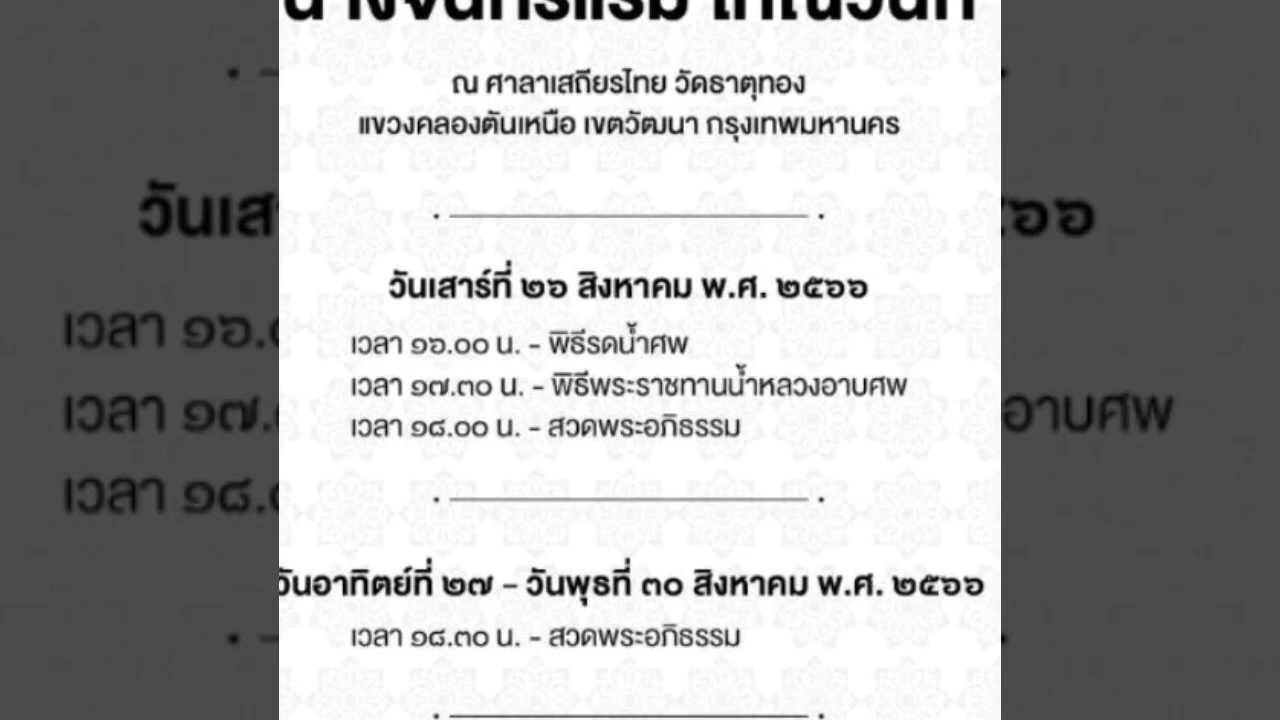 ณ ศาลาเสถียรไทย วัดธาตุทอง
แขวงคลองตันเหนือ เขตวัฒนา กรุงเทพมหานคร
วันเสาร์ที่ ๒๖ สิงหาคม พ.ศ. ๒๕๖๖
เวลา ๑๖.๐๐ น. - พิธีรดน้ำศพ
เวลา ๑๗.๓๐ น. - พิธีพระราชทานน้ำหลวงอาบศพ
เวลา ๑๘.๐๐ น. - สวดพระอภิธรรม
วันอาทิตย์ที่ ๒๗ - วันพุธที่ ๓๐ สิงหาคม พ.ศ. ๒๕๖๖
เวลา ๑๘.๓๐ น. - สวดพระอภิธรรม